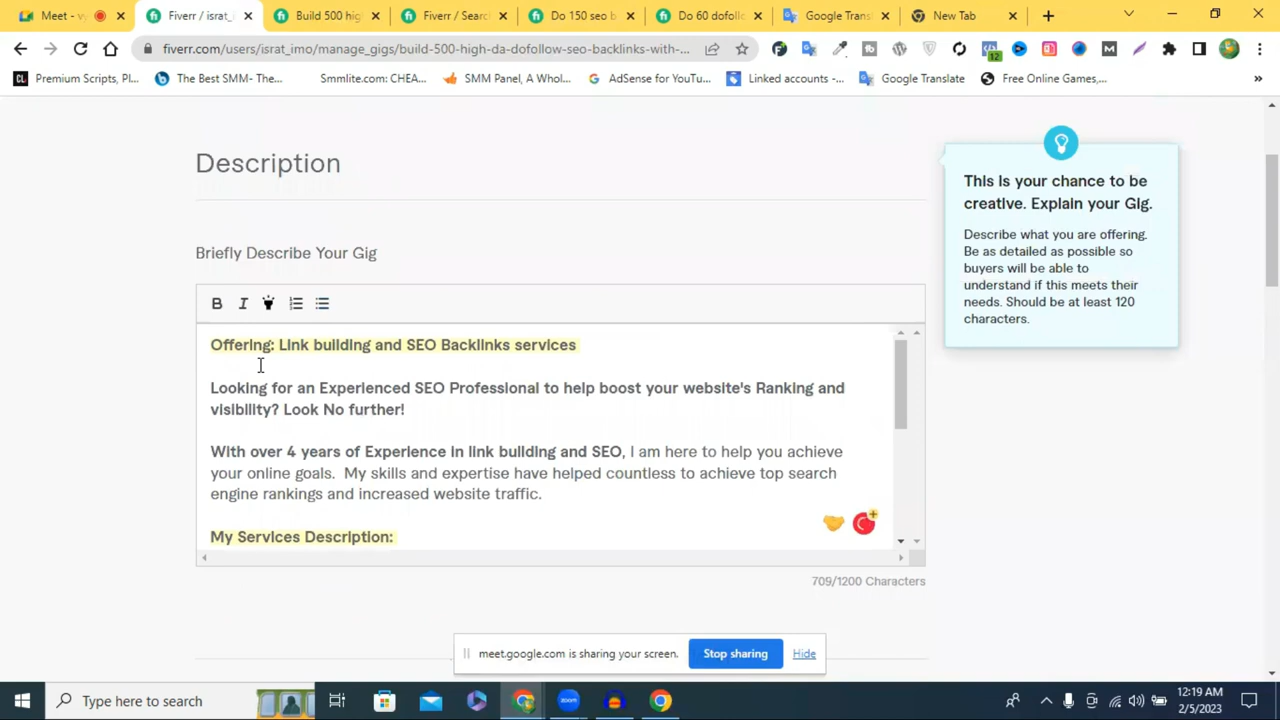 Meet - vy
Fiverr / israt_i
Build 500 hig
Fiverr / Searc
Do 150 seo b
Do 60 dofoll
Google Trans
New Tab
fiverr.com/users/israt_imo/manage_gigs/build-500-high-da-dofollow-seo-backlinks-with-...
12
Premium Scripts, Pl...
The Best SMM- The...
Smmlite.com: CHEA...
SMM Panel, A Whol...
AdSense for YouTu...
Linked accounts -...
Google Translate
Free Online Games,...
»
Description
Briefly Describe Your Gig
B I
Offering: Link building and SEO Backlinks services
Looking for an Experienced SEO Professional to help boost your website's Ranking and
visibility? Look No further!
With over 4 years of Experience in link building and SEO, I am here to help you achieve
your online goals. My skills and expertise have helped countless to achieve top search
engine rankings and increased website traffic.
My Services Description:
709/1200 Characters
This is your chance to be
creative. Explain your Gig.
Describe what you are offering.
Be as detailed as possible so
buyers will be able to
understand if this meets their
needs. Should be at least 120
characters.
meet.google.com is sharing your screen.
Stop sharing
Hide
Type here to search
zoom
12:19 AM
2/5/2023